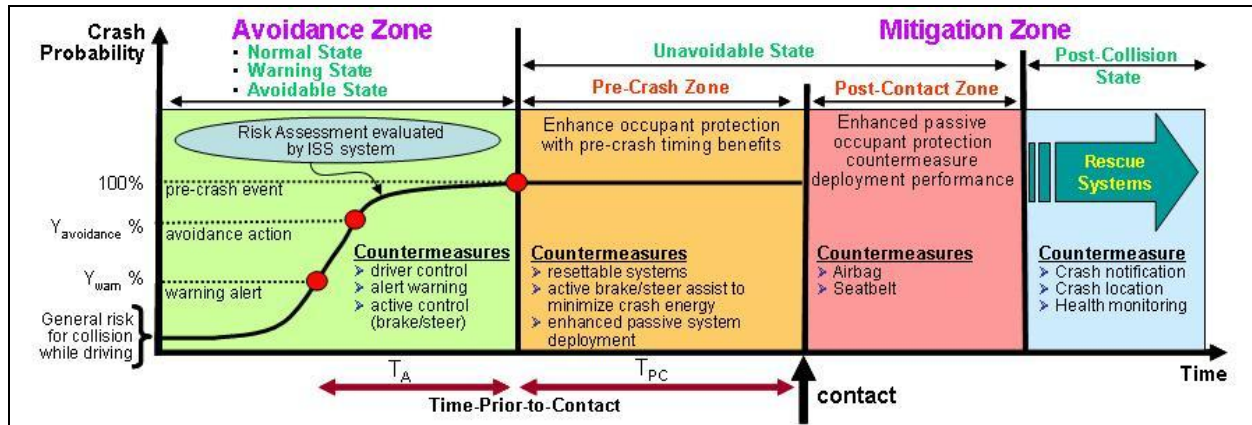 Crash
Probability
Avoidance Zone
▪ Normal State
▪ Warning State
▪ Avoidable State
Unavoidable State
Mitigation Zone
Post-Collision
State
Pre-Crash Zone
Post-Contact Zone
Risk Assessment evaluated
by ISS system
Enhance occupant protection
with pre-crash timing benefits
Enhanced passive
occupant protection
countermeasure
deployment performance
Rescue
Systems
100%
pre-crash event
Yavoidance %
avoidance action
Ywarn %
warning alert
General risk
for collision
while driving
Countermeasures
➢ driver control
➢ alert warning
➢ active control
(brake/steer)
Countermeasures
➢ resettable systems
➢ active brake/steer assist to
minimize crash energy
➢ enhanced passive system
deployment
Countermeasures
➢ Airbag
➢ Seatbelt
Countermeasure
➢ Crash notification
➢ Crash location
➢ Health monitoring
TA
TPC
Time-Prior-to-Contact
contact
Time